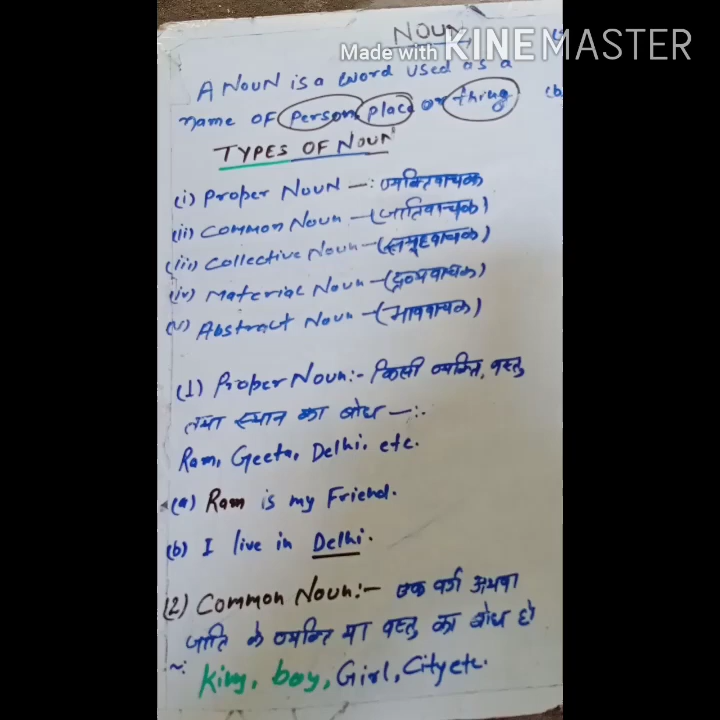 NOUN
Made with KINEMASTER
A NOUN is a word used as a
name of person, place or thing
TYPES OF NOUN
(i) Proper NOUN —: व्यक्तिवाचक
(ii) Common Noun —(जातिवाचक)
(iii) Collective Noun —(समूहवाचक)
(iv) Material Noun —(द्रव्यवाचक)
(v) Abstract Noun —(भाववाचक)
(1) Proper Noun:- किसी व्यक्ति, वस्तु
तथा स्थान का बोध —:.
Ram, Geeta, Delhi, etc.
(a) Ram is my Friend.
(b) I live in Delhi.
(2) Common Noun:- एक वर्ग अथवा
जाति के व्यक्ति या वस्तु का बोध हो
~: King, boy, Girl, City etc.